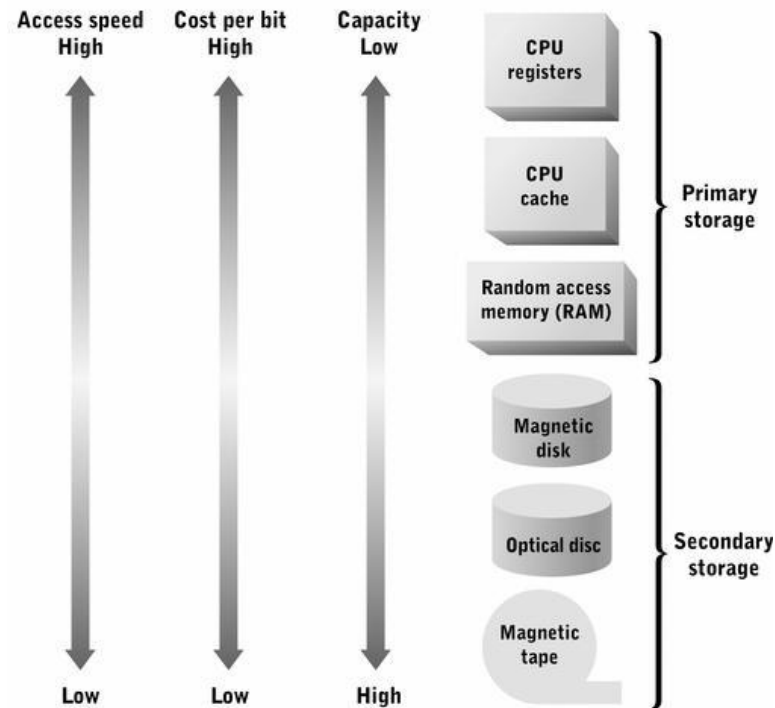 Access speed
High
Cost per bit
High
Capacity
Low
CPU
registers
CPU
cache
Random access
memory (RAM)
Primary
storage
Magnetic
disk
Optical disc
Magnetic
tape
Secondary
storage
Low
Low
High